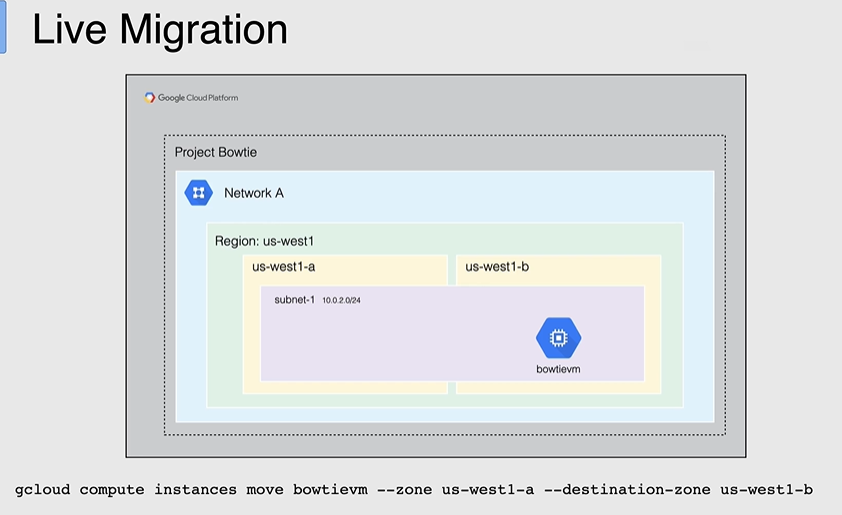 Live Migration
Google Cloud Platform
Project Bowtie
Network A
Region: us-west1
us-west1-a
us-west1-b
subnet-1 10.0.2.0/24
bowtievm
gcloud compute instances move bowtievm --zone us-west1-a --destination-zone us-west1-b